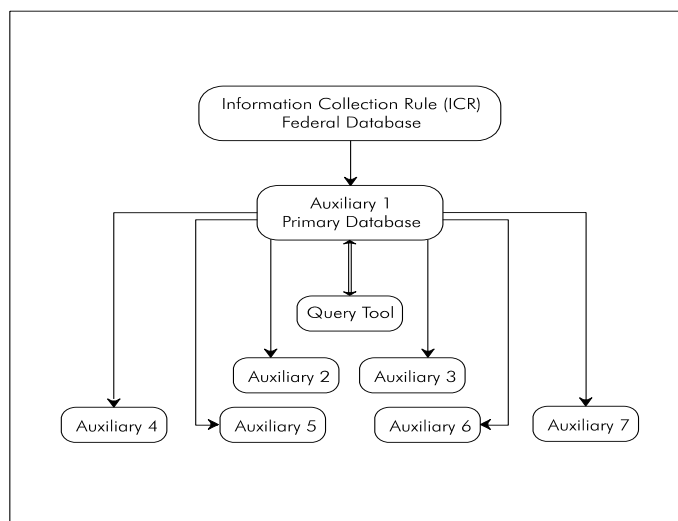 Information Collection Rule (ICR)
Federal Database
Auxiliary 1
Primary Database
Query Tool
Auxiliary 2
Auxiliary 3
Auxiliary 4
Auxiliary 5
Auxiliary 6
Auxiliary 7